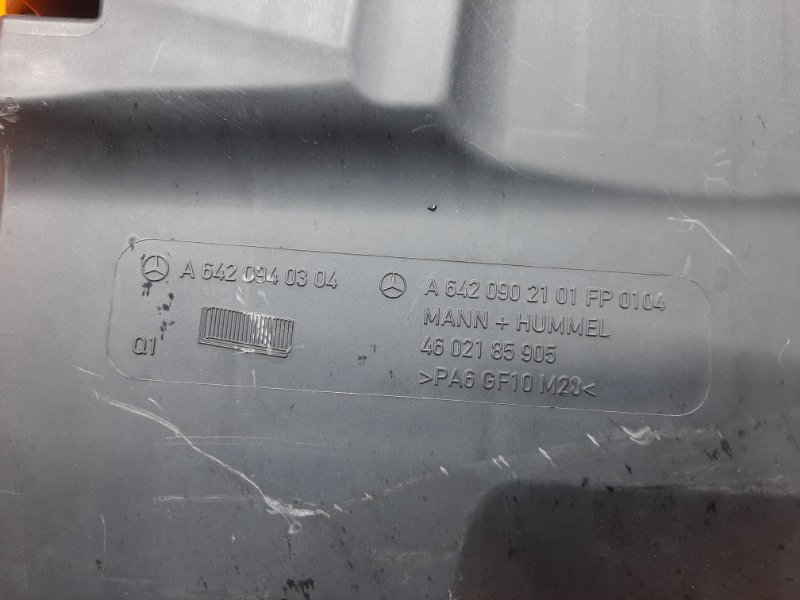 A 642 094 03 04
Q1
A 642 090 21 01 FP 0104
MANN + HUMMEL
46 021 85 905
>PA6 GF10 M20<